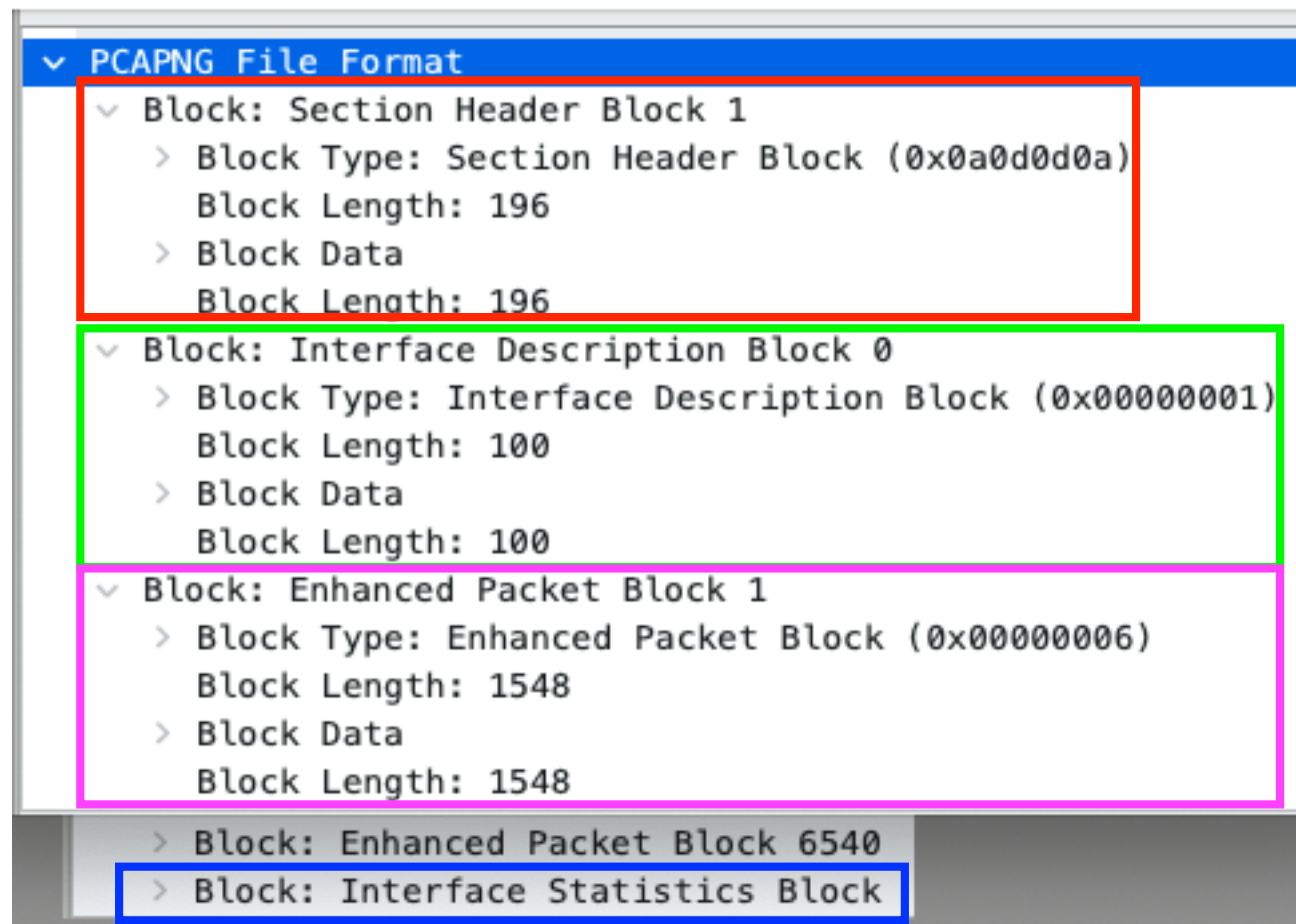 PCAPNG File Format
Block: Section Header Block 1
Block Type: Section Header Block (0x0a0d0d0a)
Block Length: 196
Block Data
Block Length: 196
Block: Interface Description Block 0
Block Type: Interface Description Block (0x00000001)
Block Length: 100
Block Data
Block Length: 100
Block: Enhanced Packet Block 1
Block Type: Enhanced Packet Block (0x00000006)
Block Length: 1548
Block Data
Block Length: 1548
Block: Enhanced Packet Block 6540
Block: Interface Statistics Block